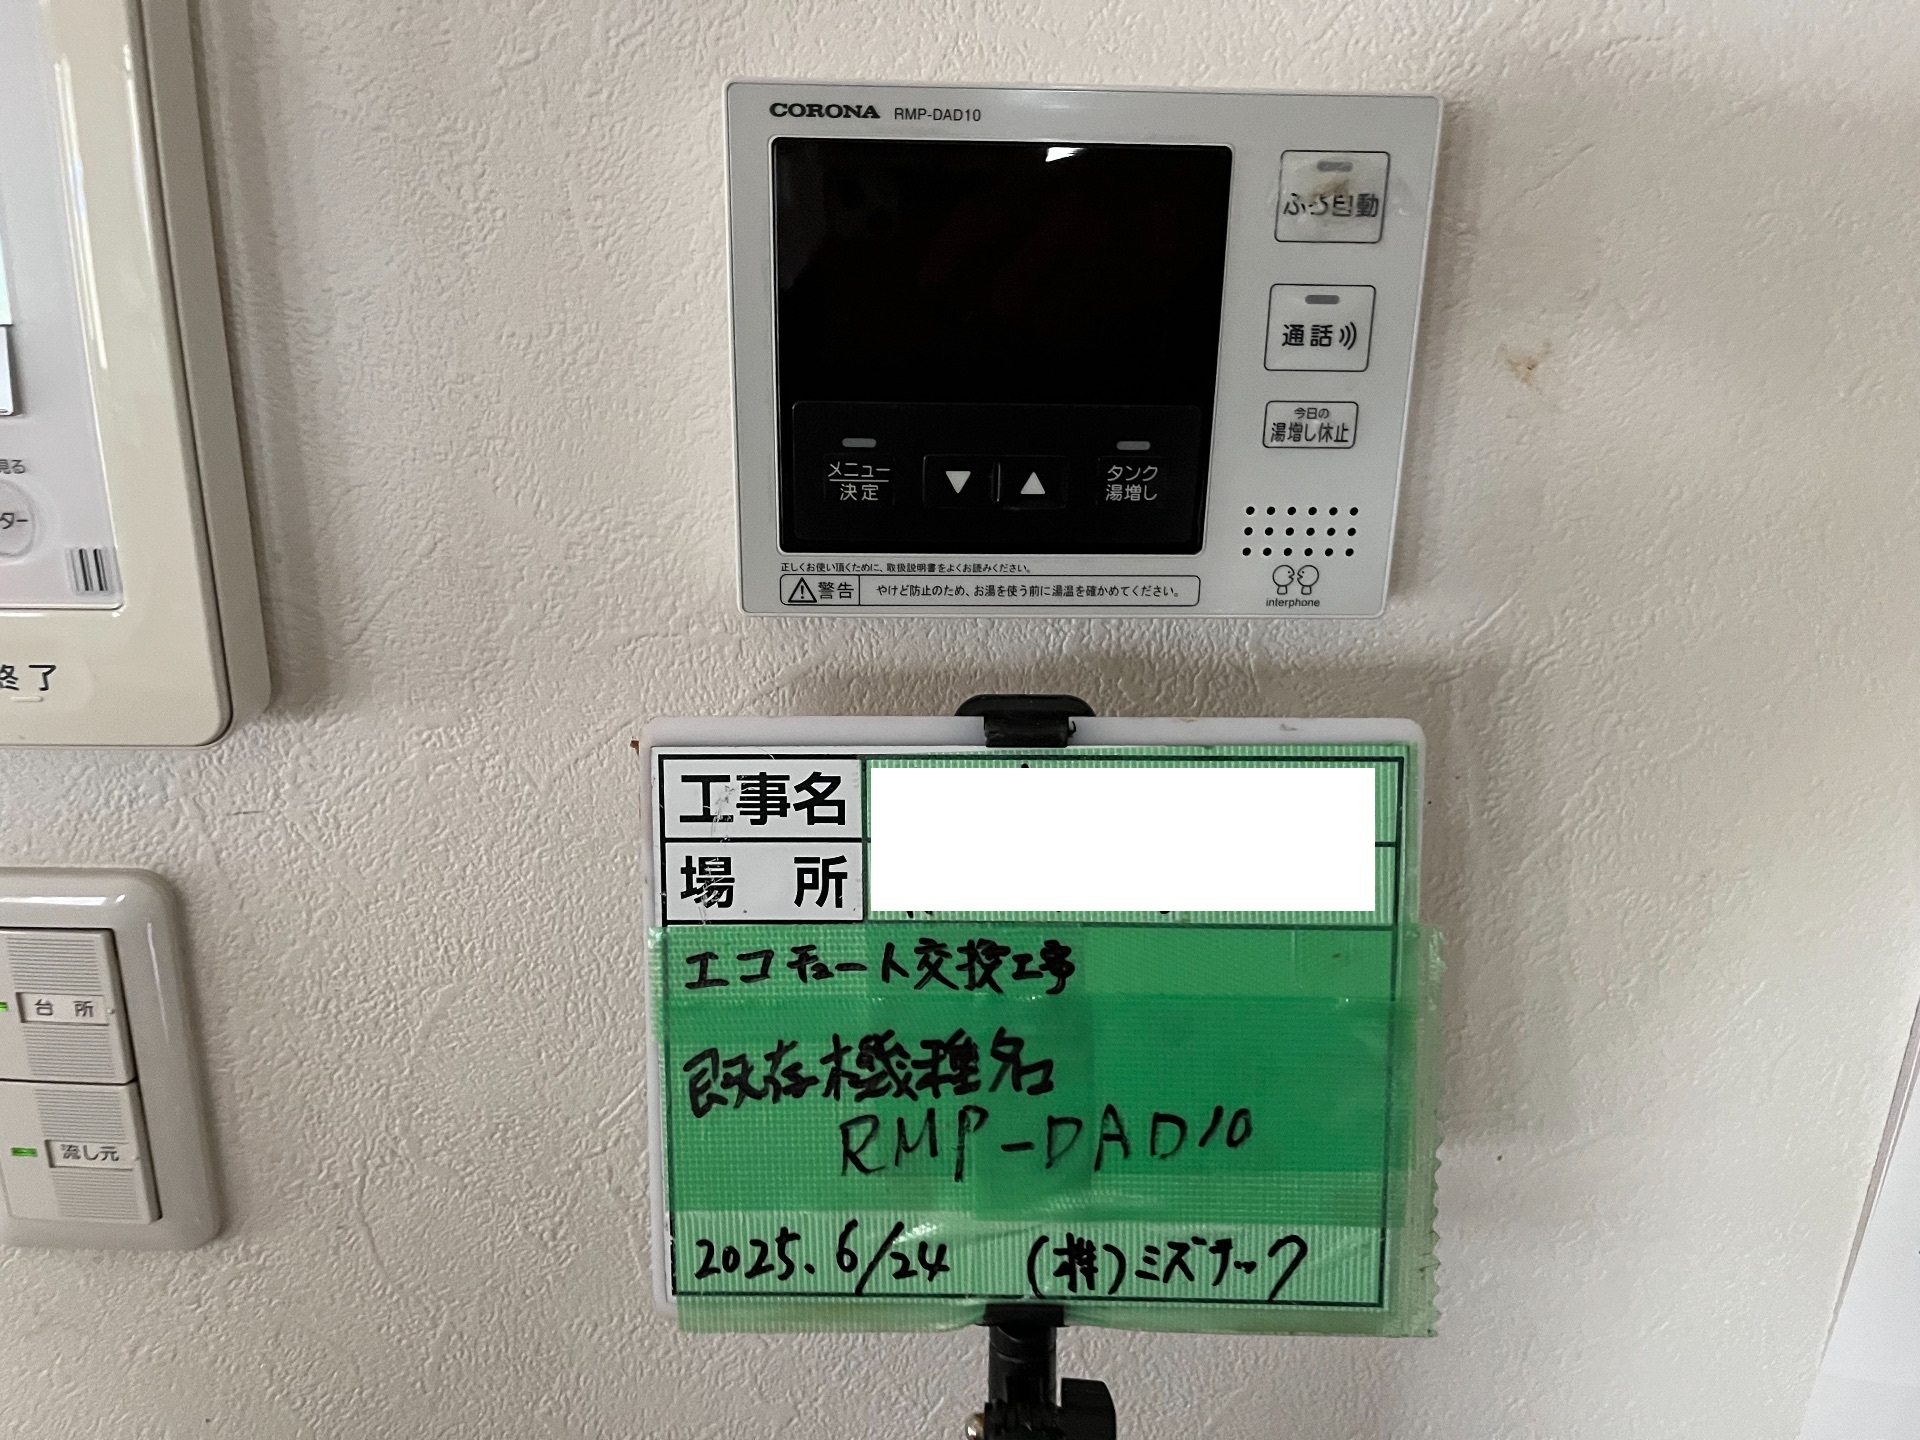 CORONA RMP-DAD10
ふろ自動
通話
今日の
湯増し休止
メニュー
決定
▼ ▲
タンク
湯増し
正しくお使い頂くために、取扱説明書をよくお読みください。
警告 やけど防止のため、お湯を使う前に湯温を確かめてください。
interphone
見る
ター
終了
台所
流し元
工事名
場所
エコキュート交換工事
既存機種名
RMP-DAD10
2025.6/24 (株)ミズテック